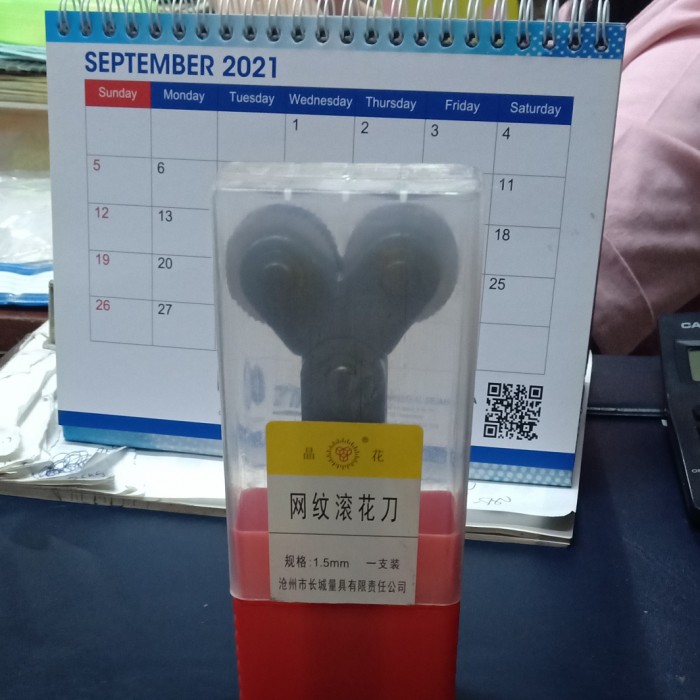 SEPTEMBER 2021
Sunday Monday Tuesday Wednesday Thursday Friday Saturday
1 2 3 4
5 6 11
12 13 18
19 20 25
26 27
晶 ® 花
网纹滚花刀
规格:1.5mm 一支装
沧州市长城量具有限责任公司
CA